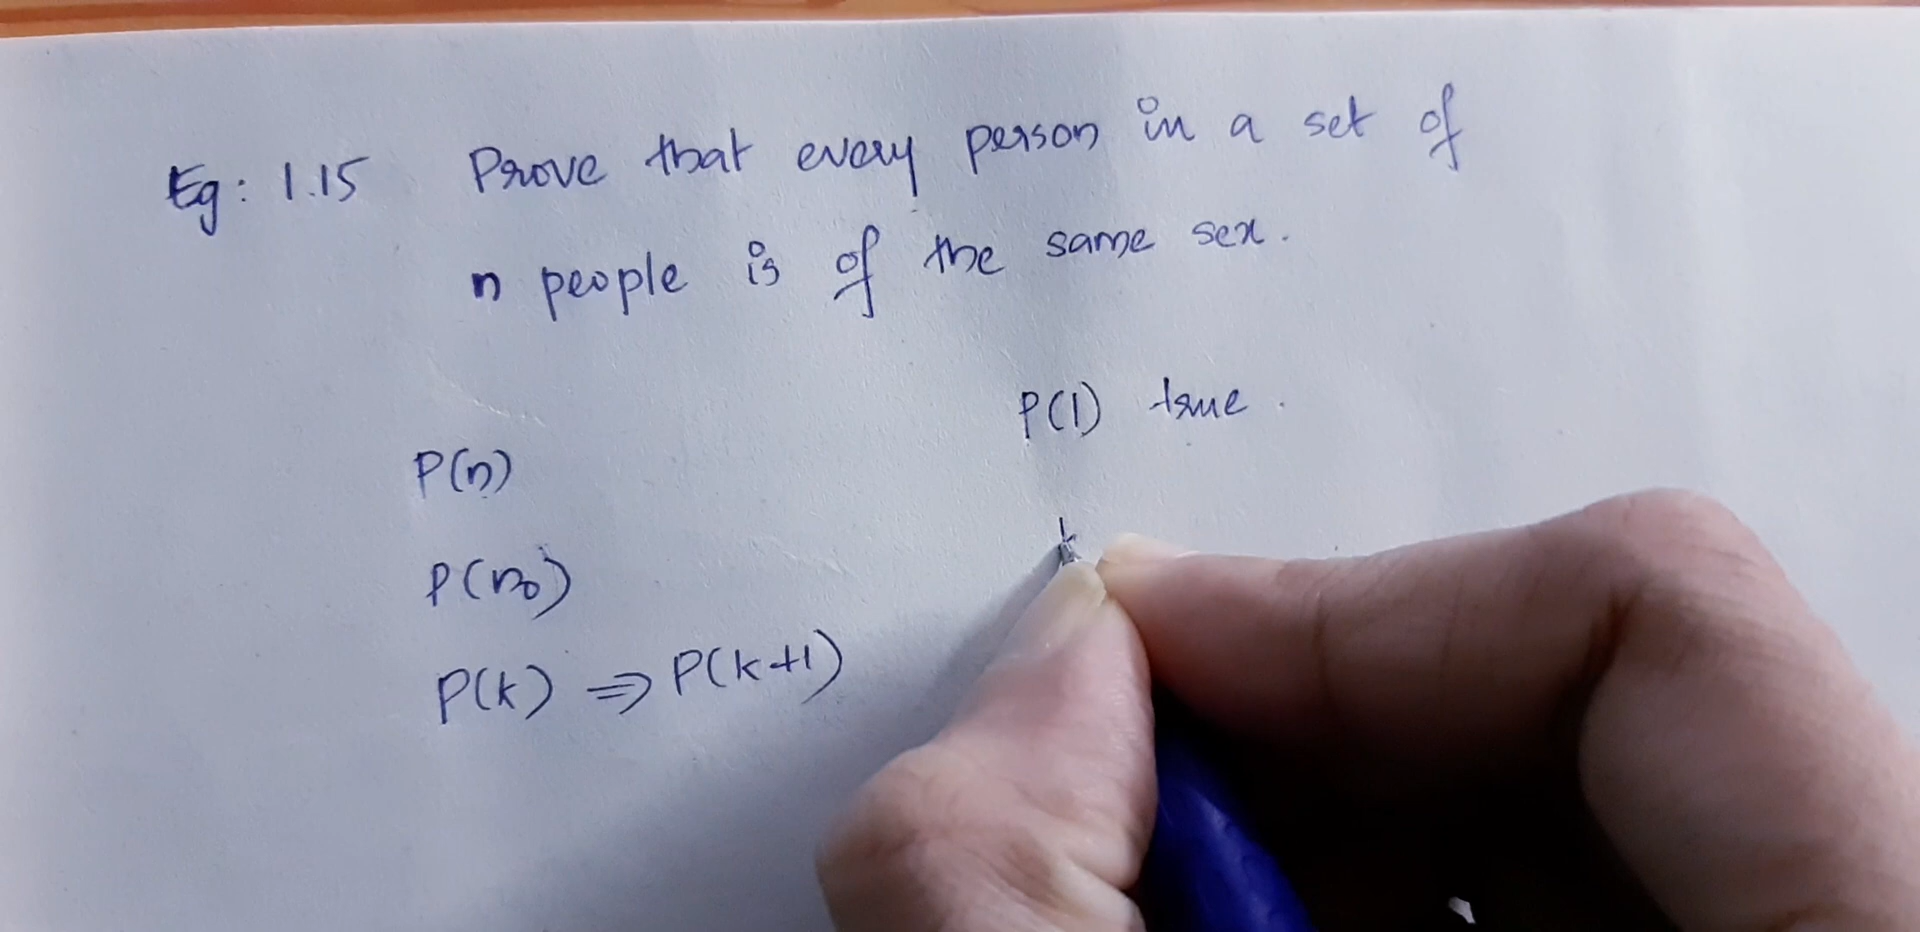 Eg: 1.15 Prove that every person in a set of
n people is of the same sex.
P(1) true.
P(n)
P(n₀)
P(k) ⇒ P(k+1)